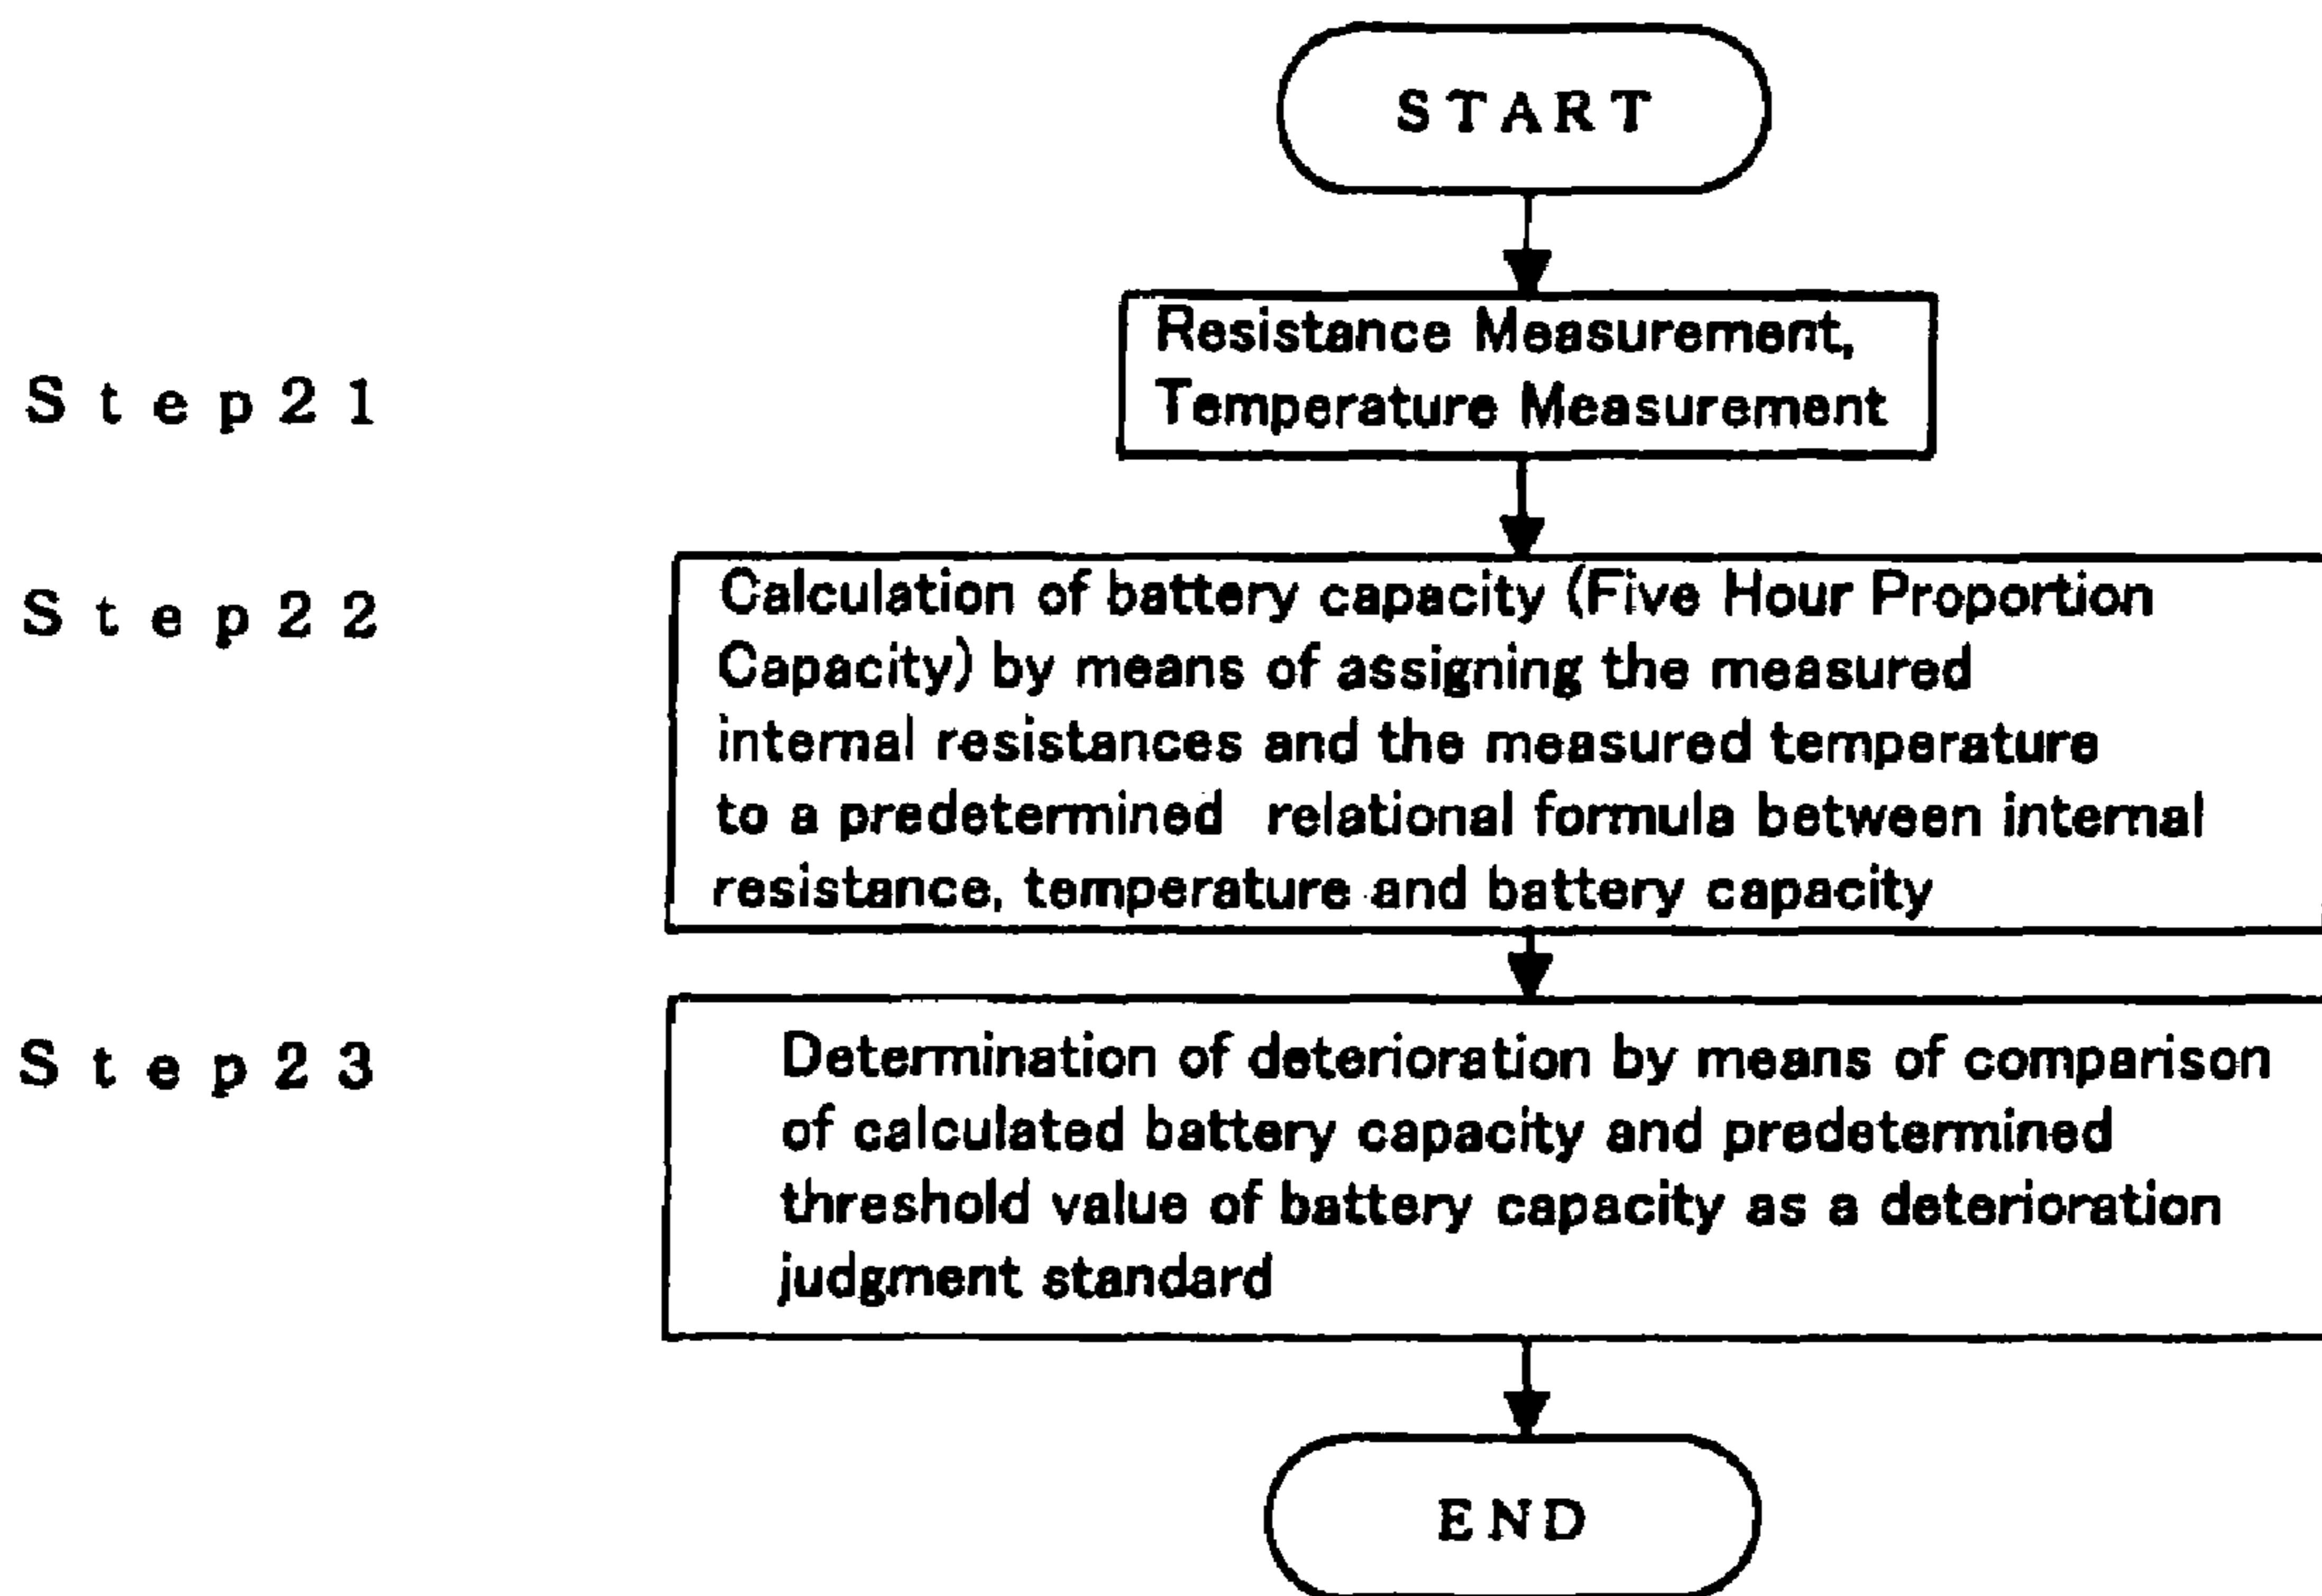 START
Step21
Resistance Measurement,
Temperature Measurement
Step22
Calculation of battery capacity (Five Hour Proportion
Capacity) by means of assigning the measured
internal resistances and the measured temperature
to a predetermined relational formula between internal
resistance, temperature and battery capacity
Step23
Determination of deterioration by means of comparison
of calculated battery capacity and predetermined
threshold value of battery capacity as a deterioration
judgment standard
END